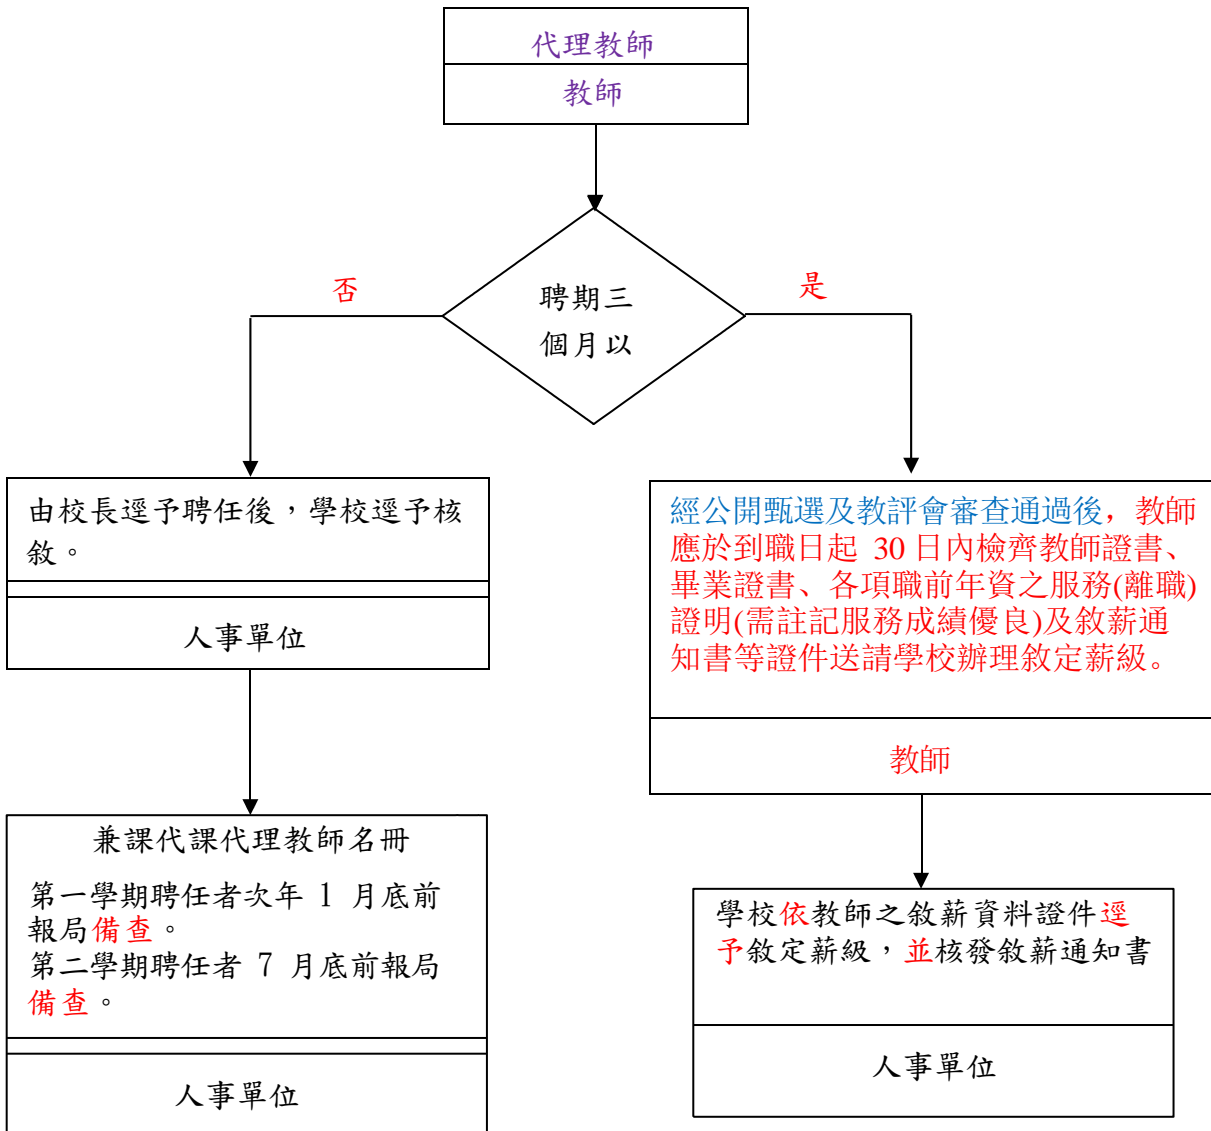 代理教師
教師
聘期三
個月以
否
是
由校長逕予聘任後，學校逕予核
敘。
人事單位
兼課代課代理教師名冊
第一學期聘任者次年 1 月底前
報局備查。
第二學期聘任者 7 月底前報局
備查。
人事單位
經公開甄選及教評會審查通過後，教師
應於到職日起 30 日內檢齊教師證書、
畢業證書、各項職前年資之服務(離職)
證明(需註記服務成績優良)及敘薪通
知書等證件送請學校辦理敘定薪級。
教師
學校依教師之敘薪資料證件逕
予敘定薪級，並核發敘薪通知書
人事單位